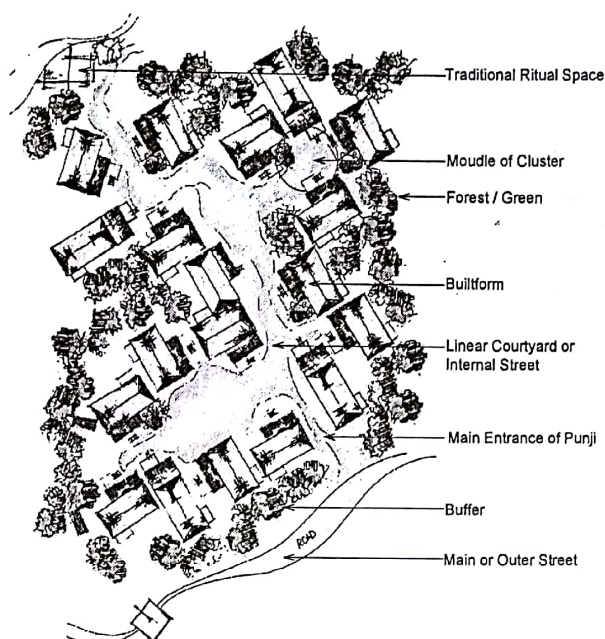 Traditional Ritual Space
Moudle of Cluster
Forest / Green
Builtform
Linear Courtyard or
Internal Street
Main Entrance of Punji
Buffer
ROAD
Main or Outer Street